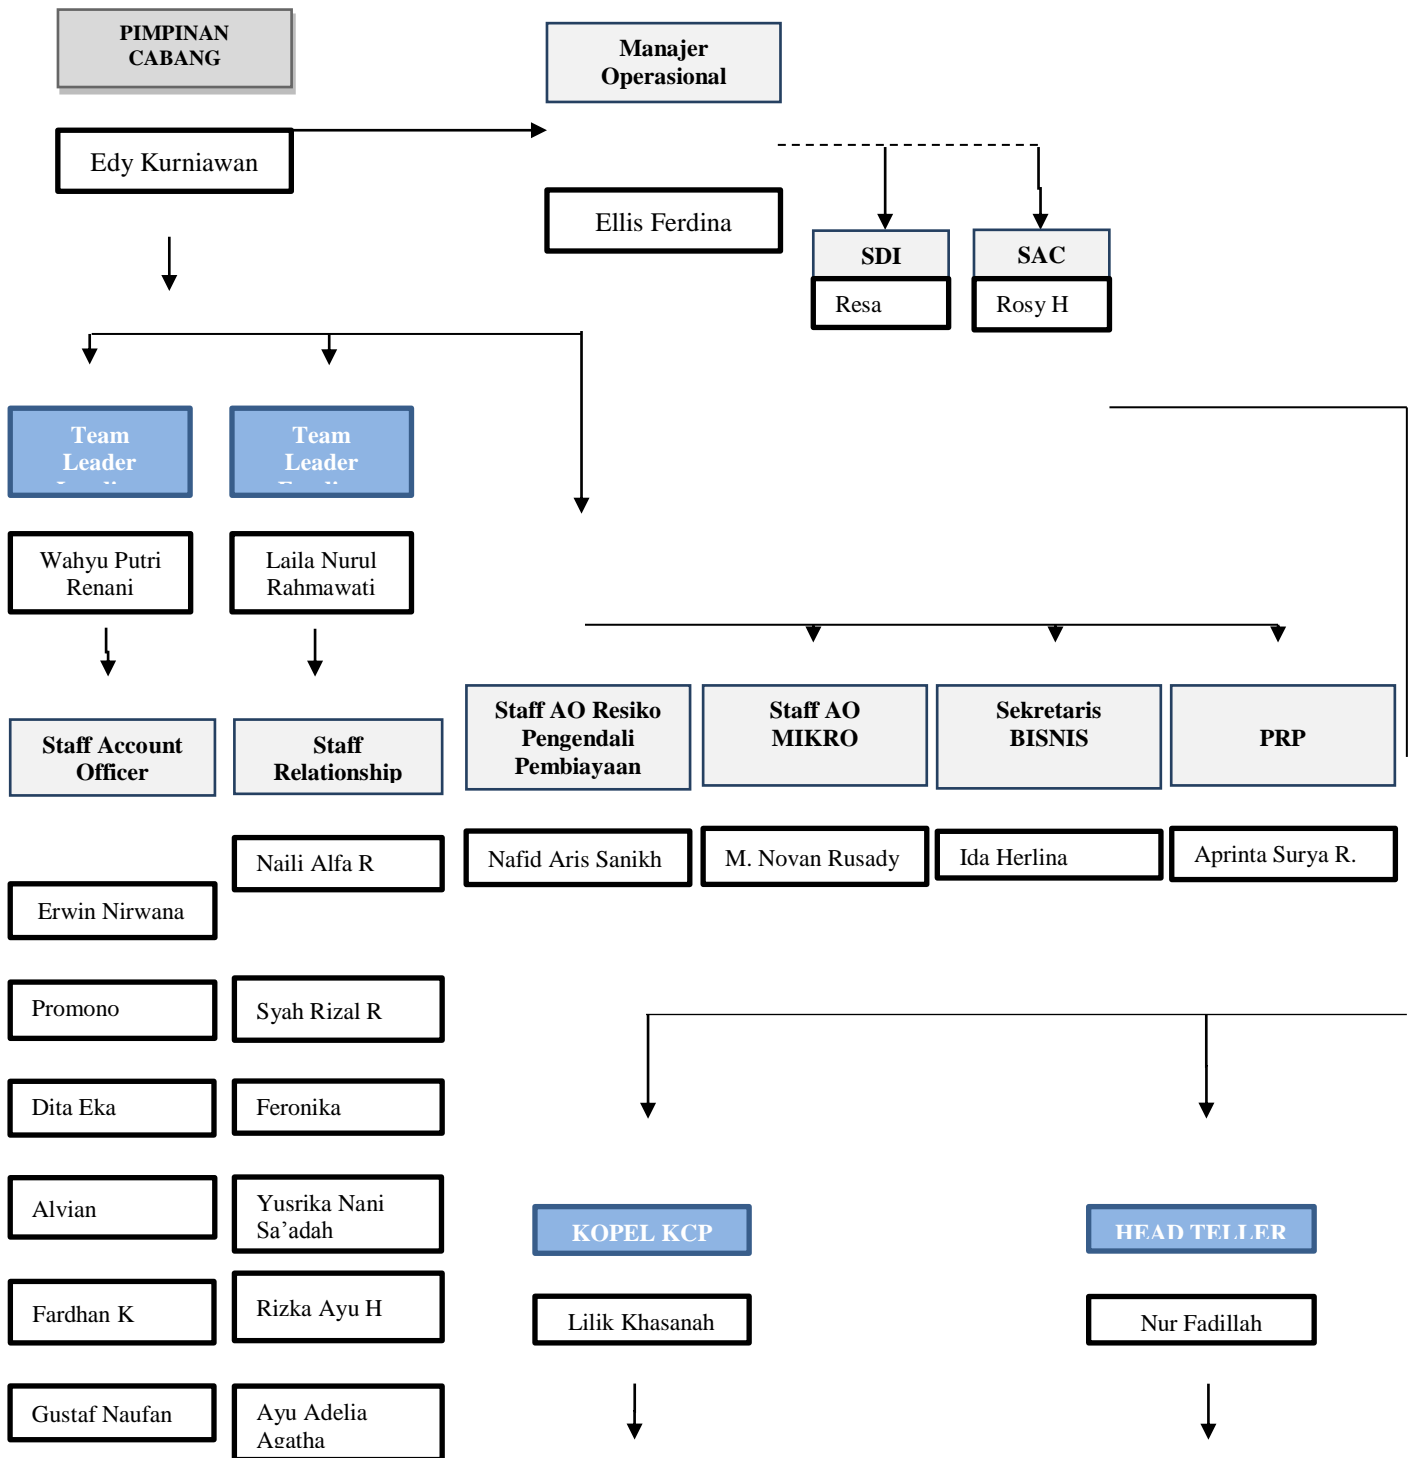 PIMPINAN
CABANG
Manajer
Operasional
Edy Kurniawan
Ellis Ferdina
SDI
SAC
Resa
Rosy H
Team
Leader
Team
Leader
Wahyu Putri
Renani
Laila Nurul
Rahmawati
Staff Account
Officer
Staff
Relationship
Staff AO Resiko
Pengendali
Pembiayaan
Staff AO
MIKRO
Sekretaris
BISNIS
PRP
Naili Alfa R
Nafid Aris Sanikh
M. Novan Rusady
Ida Herlina
Aprinta Surya R.
Erwin Nirwana
Promono
Syah Rizal R
Dita Eka
Feronika
Alvian
Yusrika Nani
Sa’adah
KOPEL KCP
HEAD TELLER
Fardhan K
Rizka Ayu H
Lilik Khasanah
Nur Fadillah
Gustaf Naufan
Ayu Adelia
Agatha